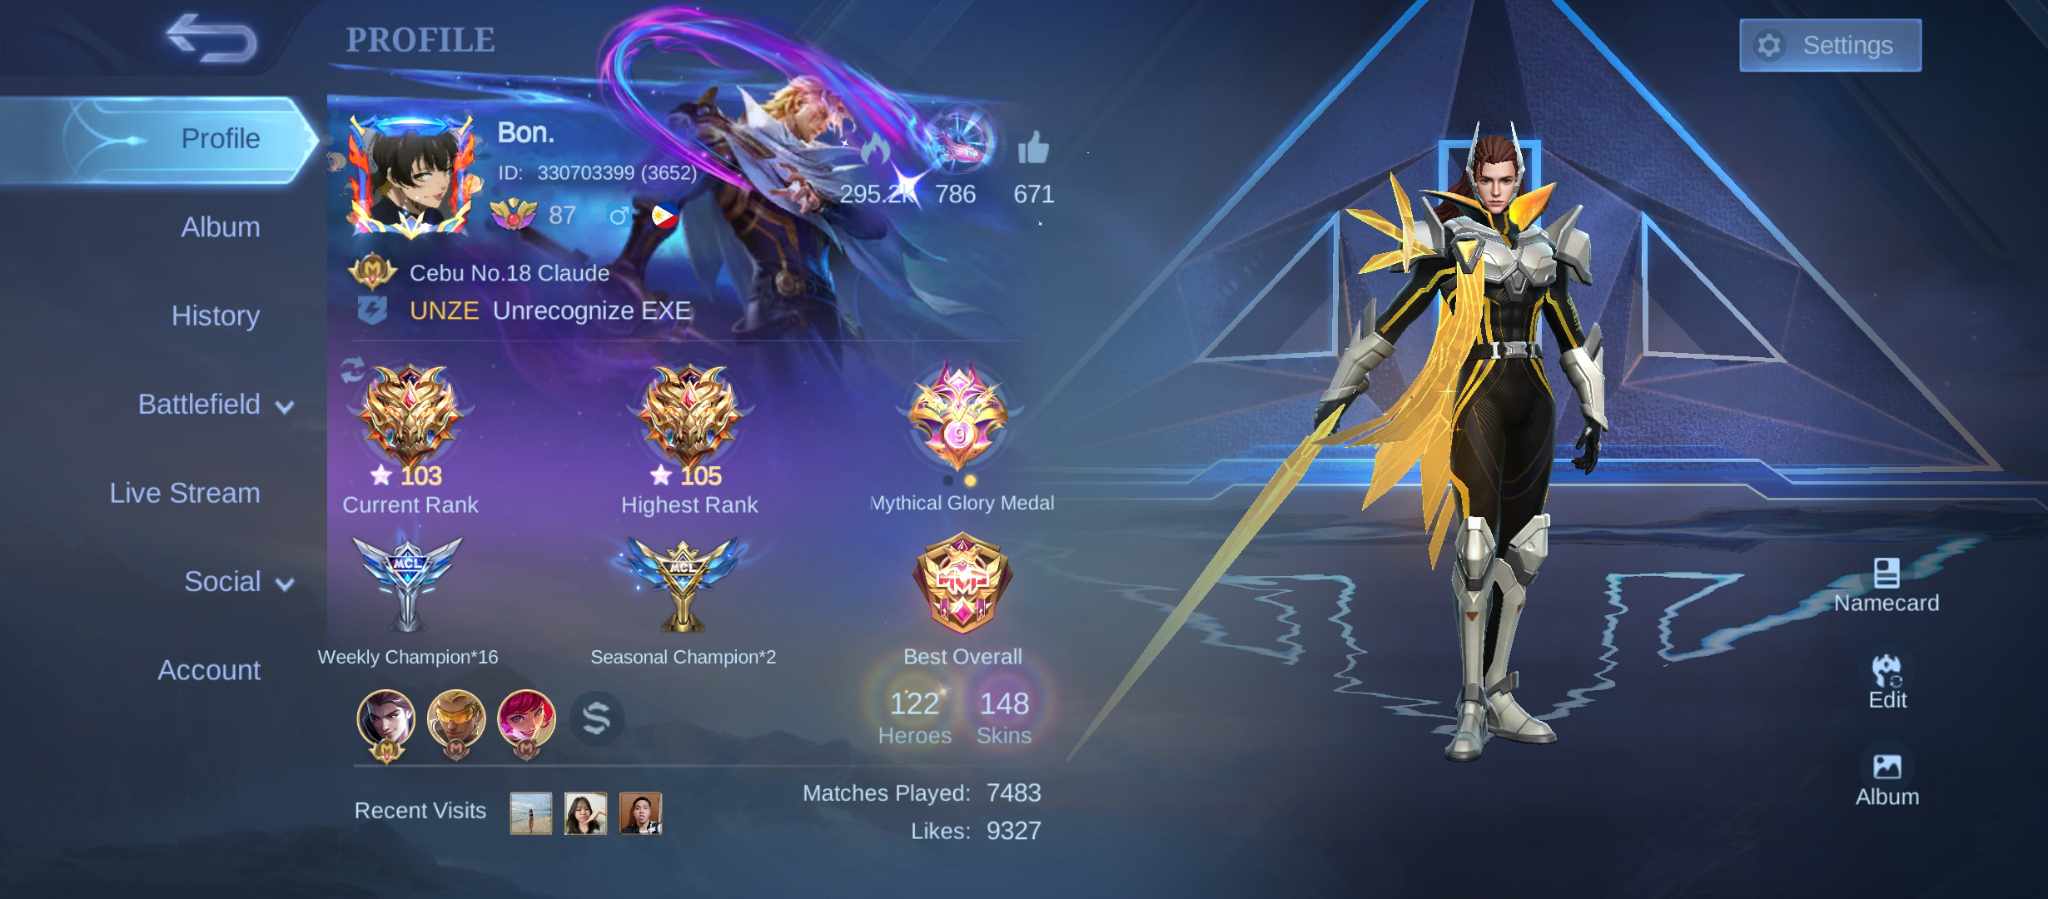 PROFILE
Settings
Profile
Album
History
Battlefield
Live Stream
Social
Account
Bon.
ID: 330703399 (3652)
87
295.2k 786 671
Cebu No.18 Claude
UNZE Unrecognize EXE
103
Current Rank
105
Highest Rank
9
Mythical Glory Medal
MCL
Weekly Champion*16
MCL
Seasonal Champion*2
MVP
Best Overall
M
M
M
122
Heroes
148
Skins
Recent Visits
Matches Played: 7483
Likes: 9327
Namecard
Edit
Album